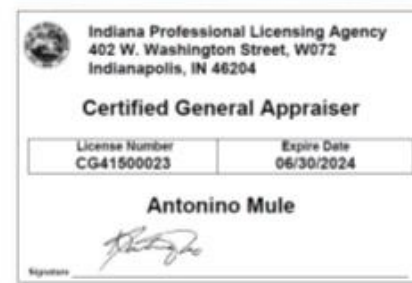 Indiana Professional Licensing Agency
402 W. Washington Street, W072
Indianapolis, IN 46204
Certified General Appraiser
License Number Expire Date
CG41500023 06/30/2024
Antonino Mule
Signature